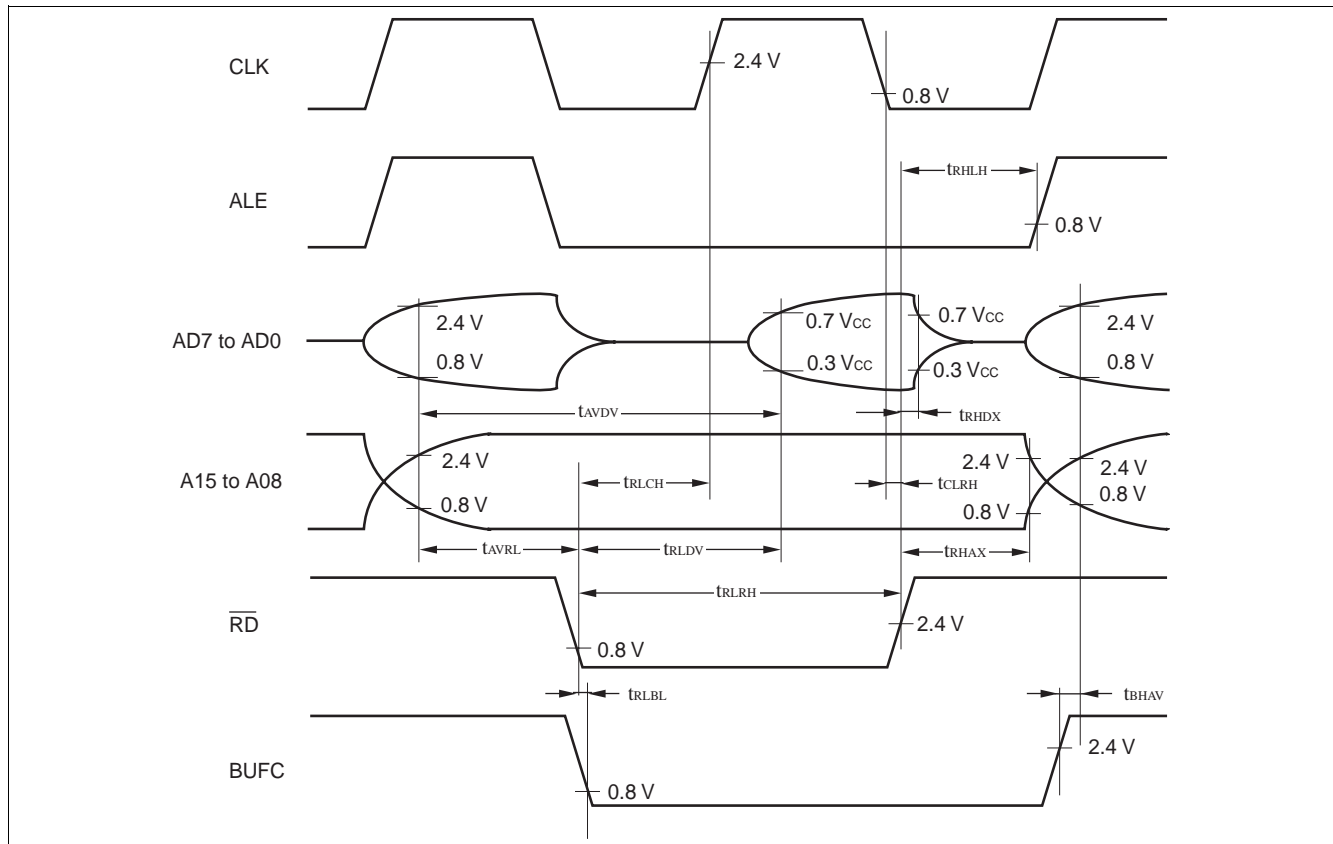 CLK
2.4 V
0.8 V
ALE
tRHLH
0.8 V
AD7 to AD0
2.4 V
0.8 V
0.7 VCC
0.3 VCC
0.7 VCC
0.3 VCC
2.4 V
0.8 V
tAVDV
tRHDX
A15 to A08
2.4 V
0.8 V
tRLCH
tCLRH
2.4 V
0.8 V
2.4 V
0.8 V
tAVRL
tRLDV
tRHAX
tRLRH
RD
0.8 V
2.4 V
tRLBL
tBHAV
BUFC
0.8 V
2.4 V